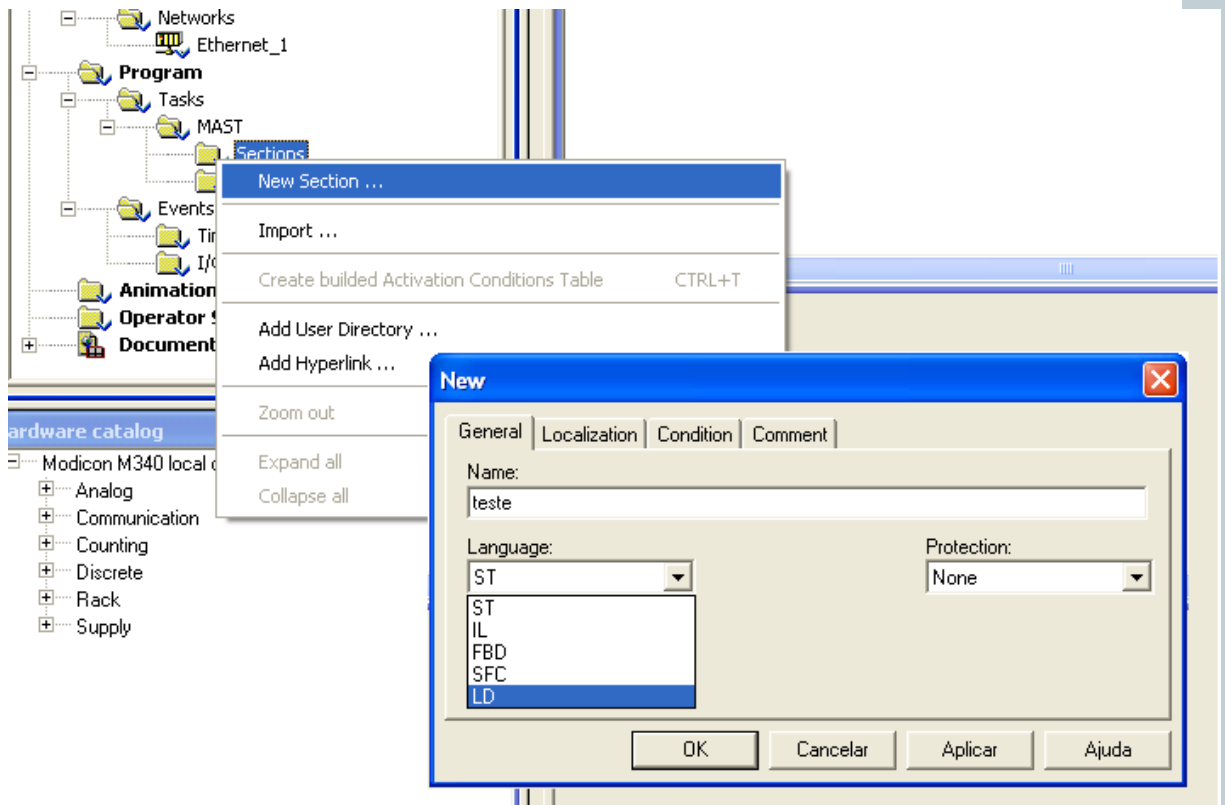 Networks
Ethernet_1
Program
Tasks
MAST
Sections
New Section ...
Events
Import ...
Create builded Activation Conditions Table CTRL+T
Animation
Operator
Document
Add User Directory ...
Add Hyperlink ...
Zoom out
Expand all
Collapse all
ardware catalog
Modicon M340 local
Analog
Communication
Counting
Discrete
Rack
Supply
New
General Localization Condition Comment
Name:
teste
Language: Protection:
ST None
ST
IL
FBD
SFC
LD
OK Cancelar Aplicar Ajuda